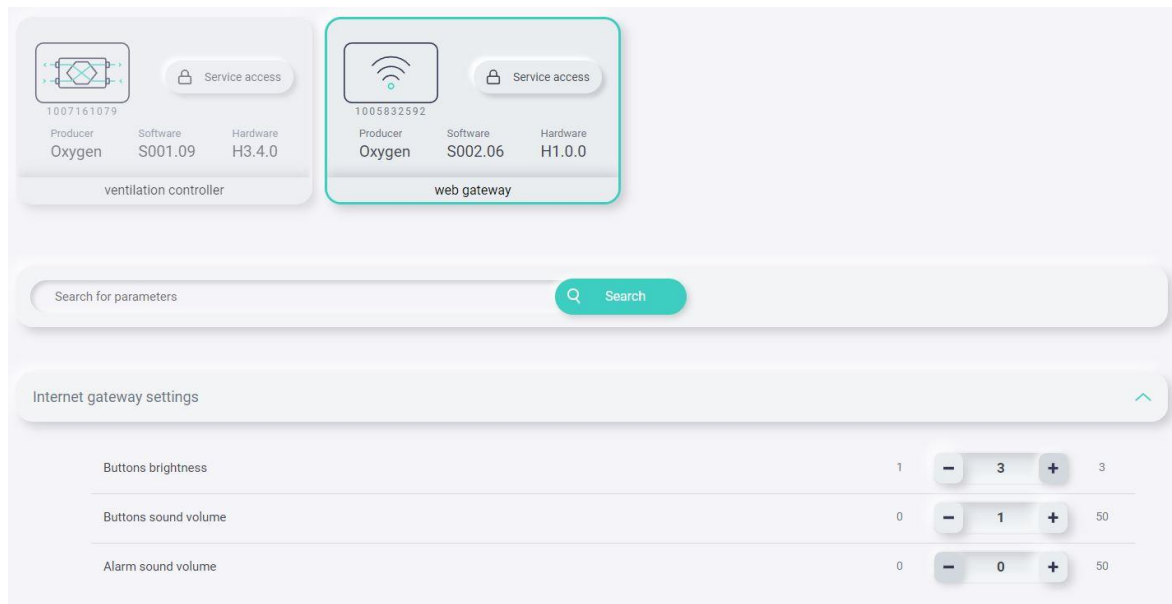 Service access
1007161079
Producer Software Hardware
Oxygen S001.09 H3.4.0
ventilation controller
Service access
1005832592
Producer Software Hardware
Oxygen S002.06 H1.0.0
web gateway
Search for parameters Search
Internet gateway settings
Buttons brightness 1 − 3 + 3
Buttons sound volume 0 − 1 + 50
Alarm sound volume 0 − 0 + 50